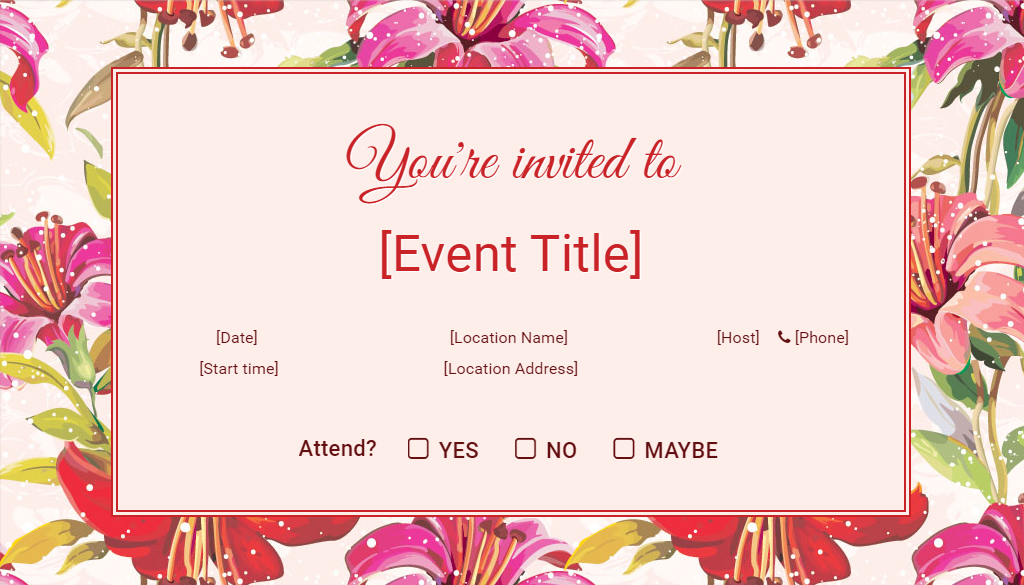 You're invited to
[Event Title]
[Date] [Location Name] [Host] [Phone]
[Start time] [Location Address]
Attend? YES NO MAYBE